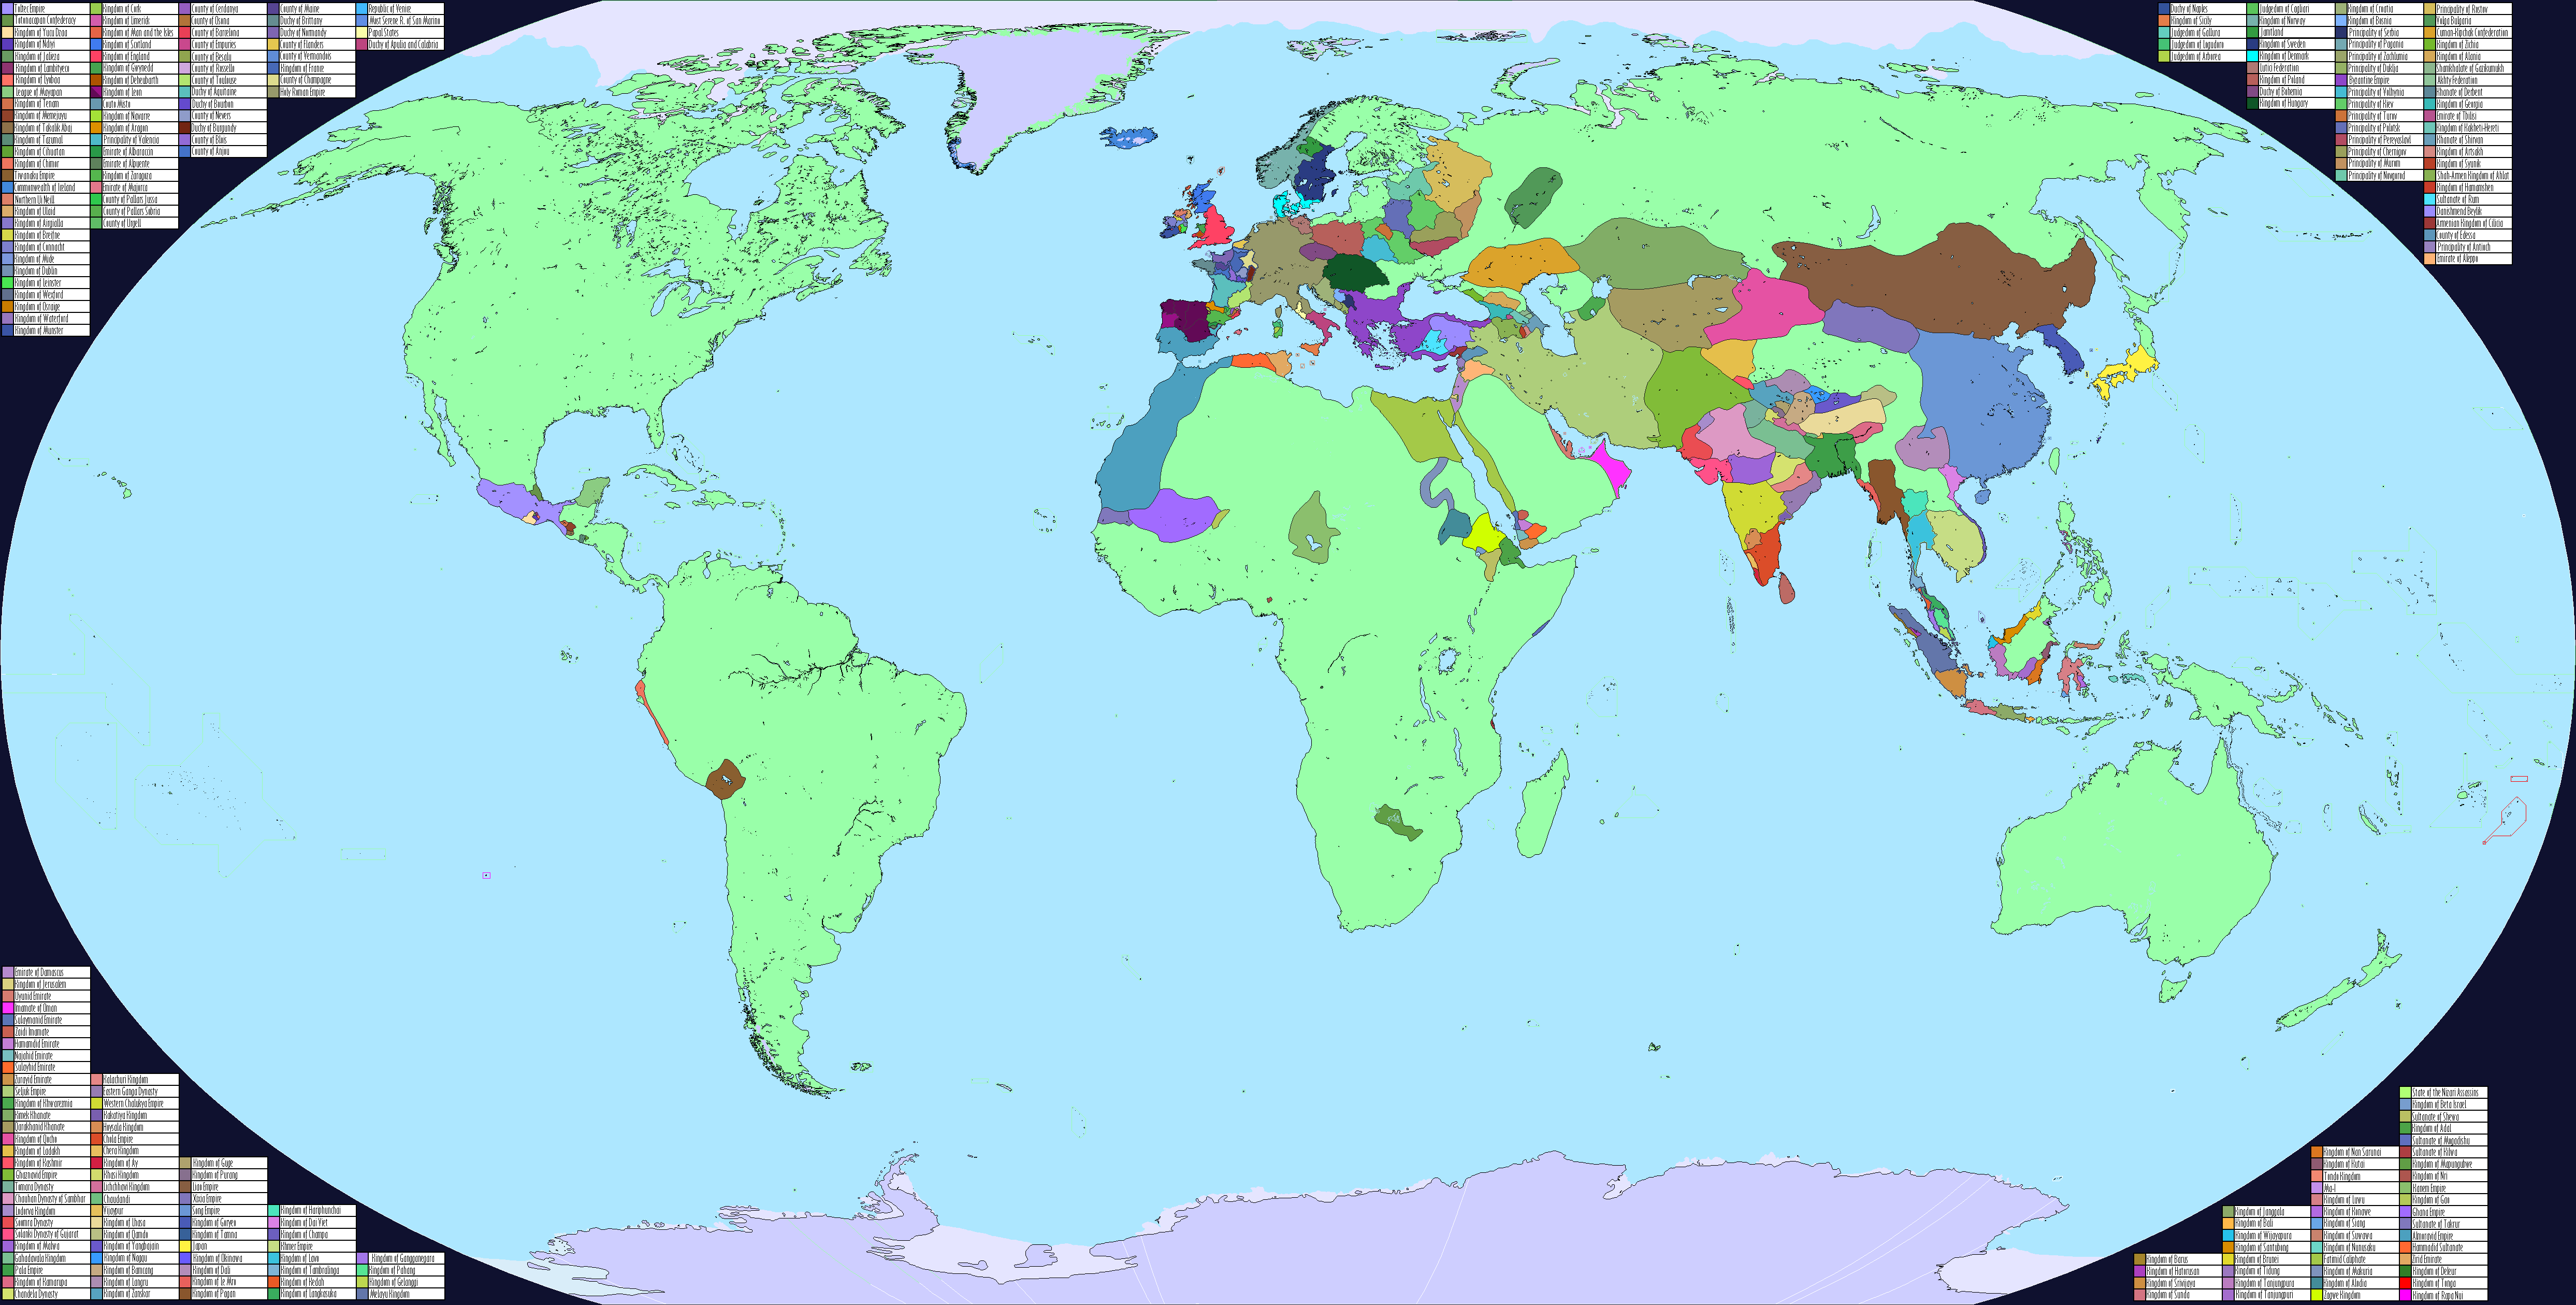 Toltec Empire
Totonacapan Confederacy
Kingdom of Yucu Dzaa
Kingdom of Ndiyi
Kingdom of Jalieza
Kingdom of Lambityeco
Kingdom of Lyobaa
League of Mayapan
Kingdom of Tenam
Kingdom of Takalik Abaj
Kingdom of Tazumal
Kingdom of Cihuatan
Kingdom of Chimor
Tiwanaku Empire
Commonwealth of Iceland
Northern Ui Neill
Kingdom of Ulaid
Kingdom of Airgialla
Kingdom of Breifne
Kingdom of Connacht
Kingdom of Mide
Kingdom of Dublin
Kingdom of Leinster
Kingdom of Wexford
Kingdom of Osraige
Kingdom of Waterford
Kingdom of Munster
Kingdom of Cork
Kingdom of Limerick
Kingdom of Man and the Isles
Kingdom of Scotland
Kingdom of England
Kingdom of Gwynedd
Kingdom of Deheubarth
Kingdom of Leon
Couto Misto
Kingdom of Navarre
Kingdom of Aragon
Principality of Valencia
Emirate of Albarracin
Emirate of Alpuente
Kingdom of Zaragoza
Emirate of Majorca
County of Pallars Jussa
County of Pallars Sobira
County of Urgell
County of Cerdanya
County of Osona
County of Barcelona
County of Empuries
County of Besalu
County of Rossello
County of Toulouse
Duchy of Aquitaine
Duchy of Bourbon
County of Nevers
Duchy of Burgundy
County of Blois
County of Anjou
County of Maine
Duchy of Brittany
Duchy of Normandy
County of Flanders
County of Vermandois
Kingdom of France
County of Champagne
Holy Roman Empire
Republic of Venice
Most Serene R. of San Marino
Papal States
Duchy of Apulia and Calabria
Duchy of Naples
Kingdom of Sicily
Judgedom of Gallura
Judgedom of Logudoro
Judgedom of Arborea
Judgedom of Cagliari
Kingdom of Norway
Jamtland
Kingdom of Sweden
Kingdom of Denmark
Lutici Federation
Kingdom of Poland
Duchy of Bohemia
Kingdom of Hungary
Kingdom of Croatia
Kingdom of Bosnia
Principality of Serbia
Principality of Pagania
Principality of Zachlumia
Principality of Duklja
Byzantine Empire
Principality of Volhynia
Principality of Kiev
Principality of Turov
Principality of Polotsk
Principality of Pereyaslavl
Principality of Chernigov
Principality of Murom
Principality of Novgorod
Principality of Rostov
Volga Bulgaria
Cuman-Kipchak Confederation
Kingdom of Zichia
Kingdom of Alania
Shamkhalate of Gazikumukh
Akhty Federation
Khanate of Derbent
Kingdom of Georgia
Emirate of Tbilisi
Kingdom of Kakheti-Hereti
Khanate of Shirvan
Kingdom of Artsakh
Kingdom of Syunik
Shah-Armen Kingdom of Ahlat
Kingdom of Hamamshen
Sultanate of Rum
Danishmend Beylik
Armenian Kingdom of Cilicia
County of Edessa
Principality of Antioch
Emirate of Aleppo
Emirate of Damascus
Kingdom of Jerusalem
Uyunid Emirate
Imamate of Oman
Sulaymanid Emirate
Zaidi Imamate
Hamamdid Emirate
Najahid Emirate
Sulayhid Emirate
Zurayid Emirate
Seljuk Empire
Kingdom of Khwarezmia
Kimek Khanate
Qarakhanid Khanate
Kingdom of Qocho
Kingdom of Ladakh
Kingdom of Kashmir
Ghaznavid Empire
Tomara Dynasty
Chauhan Dynasty of Sambhar
Lodorva Kingdom
Soomra Dynasty
Solanki Dynasty of Gujarat
Kingdom of Malwa
Gahadavala Kingdom
Pala Empire
Kingdom of Kamarupa
Chandela Dynasty
Kalachuri Kingdom
Eastern Ganga Dynasty
Western Chalukya Empire
Kakatiya Kingdom
Hoysala Kingdom
Chola Empire
Chera Kingdom
Kingdom of Ay
Khasi Kingdom
Lichchhavi Kingdom
Chaudandi
Vijaypur
Kingdom of Lhasa
Kingdom of Qamdo
Kingdom of Yangbajain
Kingdom of Nagqu
Kingdom of Bamcang
Kingdom of Langru
Kingdom of Zanskar
Kingdom of Guge
Kingdom of Purang
Liao Empire
Xixia Empire
Song Empire
Kingdom of Goryeo
Kingdom of Tamna
Japan
Kingdom of Okinawa
Kingdom of Dali
Kingdom of Le Mro
Kingdom of Pagan
Kingdom of Hariphunchai
Kingdom of Dai Viet
Kingdom of Champa
Khmer Empire
Kingdom of Lavo
Kingdom of Tambralinga
Kingdom of Kedah
Kingdom of Langkasuka
Kingdom of Gangganegara
Kingdom of Pahang
Kingdom of Gelanggi
Melayu Kingdom
Kingdom of Barus
Kingdom of Hatorusan
Kingdom of Srivijaya
Kingdom of Sunda
Kingdom of Janggala
Kingdom of Bali
Kingdom of Wijayapura
Kingdom of Santubong
Kingdom of Brunei
Kingdom of Tidung
Kingdom of Tanjungpura
Kingdom of Tanjungpuri
Kingdom of Nan Sarunai
Kingdom of Kutai
Tondo Kingdom
Ma-I
Kingdom of Luwu
Kingdom of Konawe
Kingdom of Siang
Kingdom of Suwawa
Kingdom of Nunusaku
Fatimid Caliphate
Kingdom of Makuria
Kingdom of Alodia
Zagwe Kingdom
State of the Nizari Assassins
Kingdom of Beta Israel
Sultanate of Shewa
Kingdom of Adal
Sultanate of Mogadishu
Sultanate of Kilwa
Kingdom of Mapungubwe
Kingdom of Nri
Kanem Empire
Kingdom of Gao
Ghana Empire
Sultanate of Takrur
Almoravid Empire
Hammadid Sultanate
Zirid Emirate
Kingdom of Deleur
Kingdom of Tonga
Kingdom of Rapa Nui